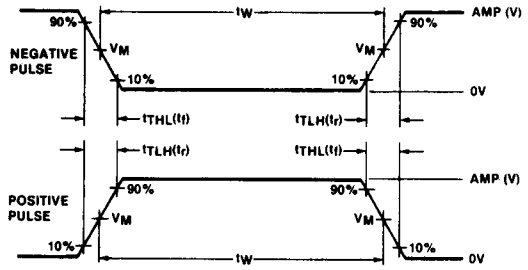 90% tW 90% AMP (V)
NEGATIVE PULSE VM VM
10% 10% 0V
tTHL(tf) tTLH(tr)
tTLH(tr) tTHL(tf)
90% 90% AMP (V)
POSITIVE PULSE VM VM
10% tW 10% 0V